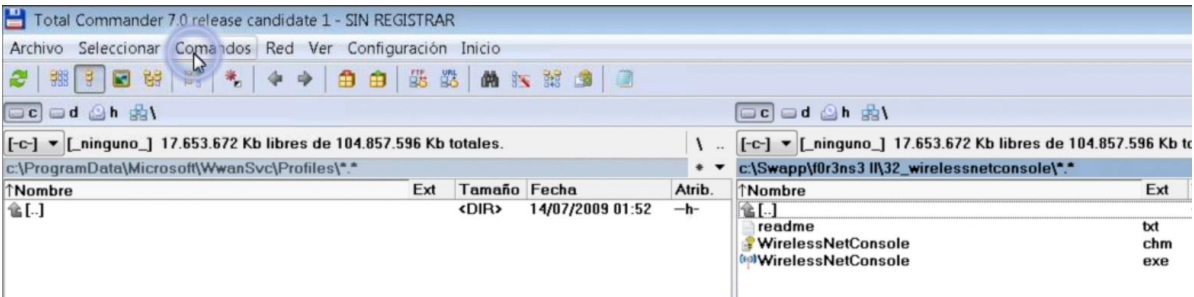 Total Commander 7.0 release candidate 1 - SIN REGISTRAR
Archivo Seleccionar Comandos Red Ver Configuración Inicio
FTP URL
c d h \ c d h \
[-c-] [_ninguno_] 17.653.672 Kb libres de 104.857.596 Kb totales. \ .. [-c-] [_ninguno_] 17.653.672 Kb libres de 104.857.596 Kb to
c:\ProgramData\Microsoft\WwanSvc\Profiles\*.* * c:\Swapp\f0r3ns3 II\32_wirelessnetconsole\*.*
↑Nombre Ext Tamaño Fecha Atrib. ↑Nombre Ext
[..] <DIR> 14/07/2009 01:52 —h- [..]
readme txt
WirelessNetConsole chm
WirelessNetConsole exe